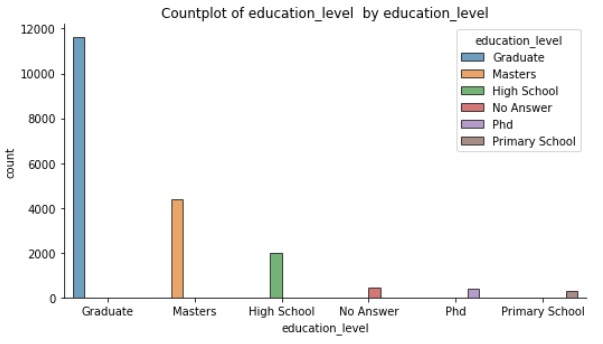 Countplot of education_level  by education_level
12000
10000
8000
6000
4000
2000
0
count
education_level
Graduate
Masters
High School
No Answer
Phd
Primary School
Graduate Masters High School No Answer Phd Primary School
education_level